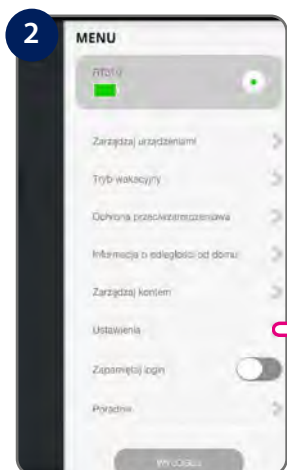 2
MENU
RT310
Zarządzaj urządzeniami
Tryb wakacyjny
Ochrona przeciwzamrożeniowa
Informacja o odległości od domu
Zarządzaj kontem
Ustawienia
Zapamiętaj login
Poradnik
WYLOGUJ